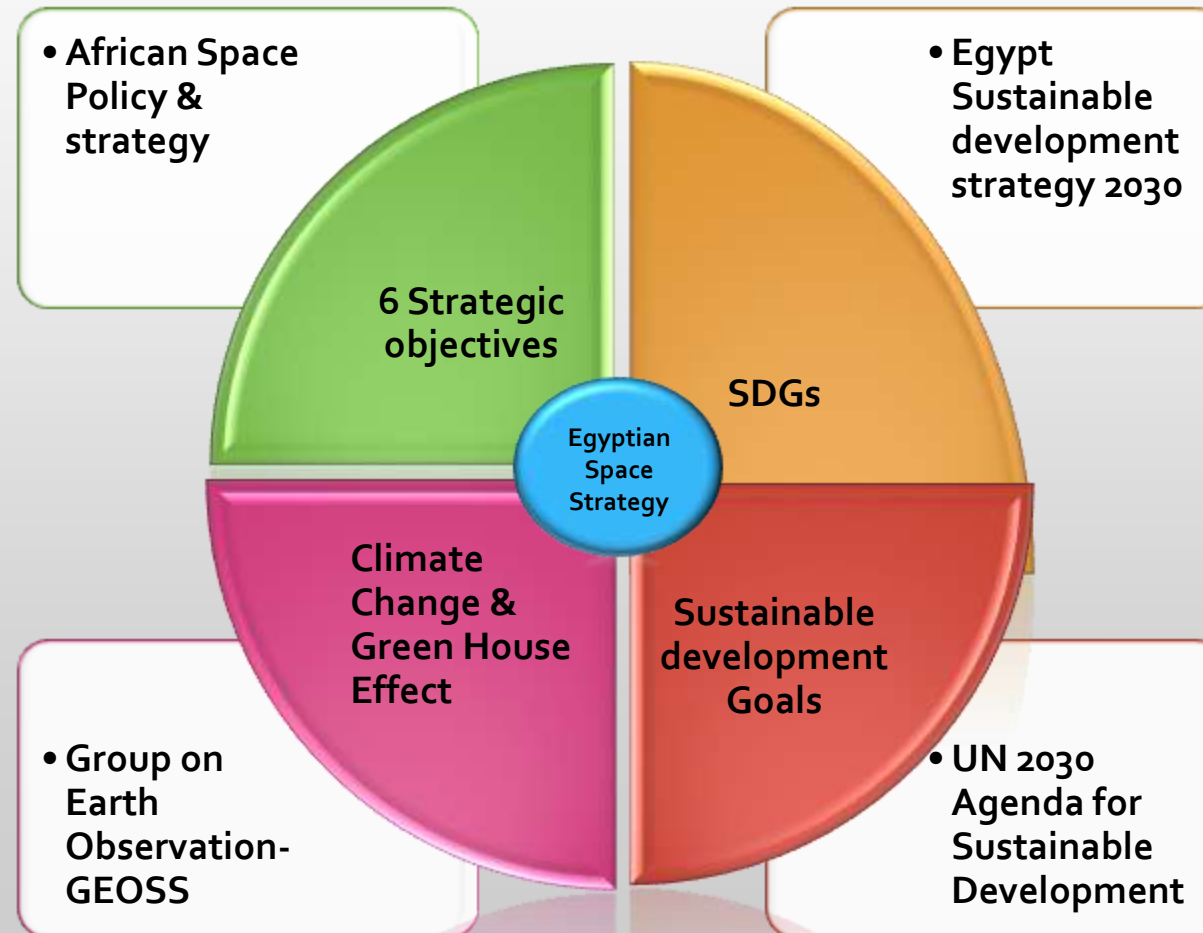 • African Space
Policy &
strategy
• Egypt
Sustainable
development
strategy 2030
6 Strategic
objectives
SDGs
Egyptian
Space
Strategy
Climate
Change &
Green House
Effect
Sustainable
development
Goals
• Group on
Earth
Observation-
GEOSS
• UN 2030
Agenda for
Sustainable
Development